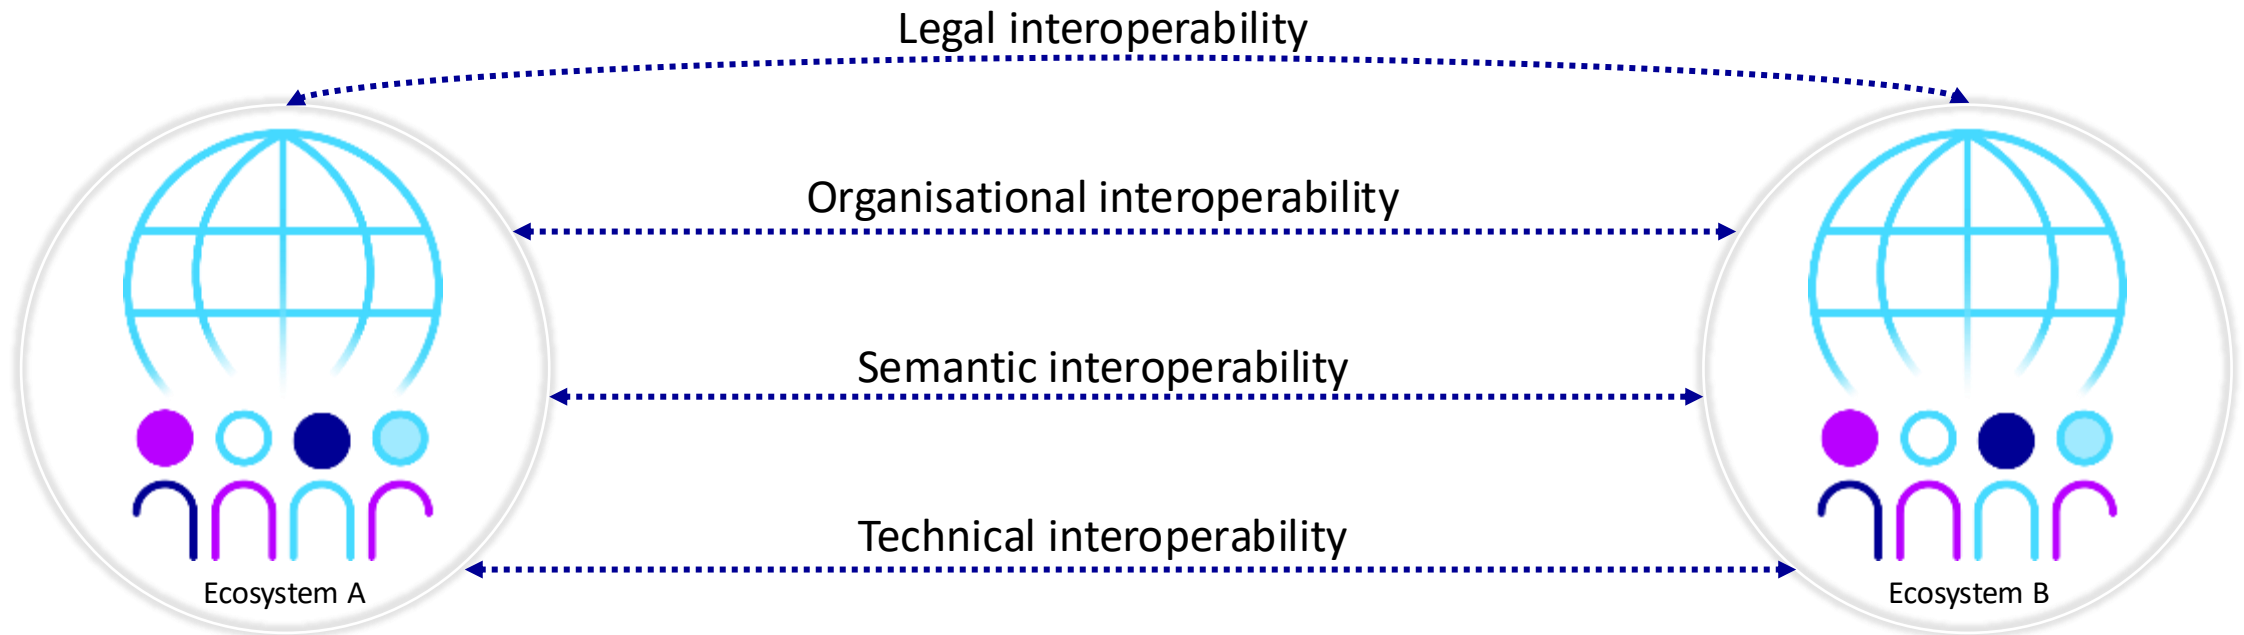 Legal interoperability
Organisational interoperability
Semantic interoperability
Technical interoperability
Ecosystem A
Ecosystem B